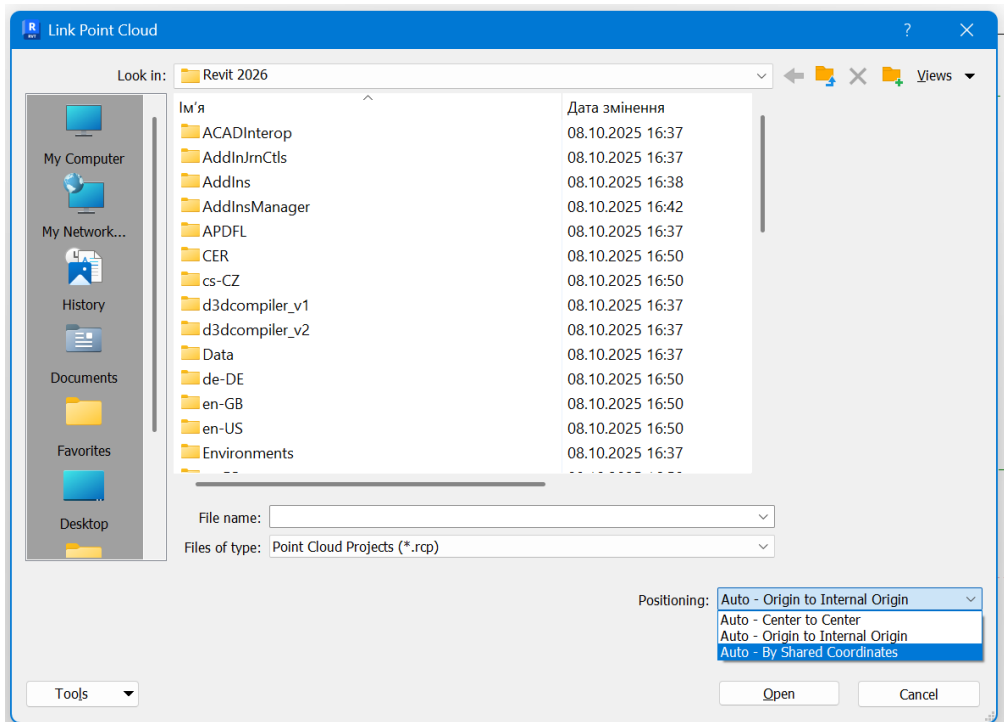 R
RVT
Link Point Cloud
?
Look in:
Revit 2026
Views
My Computer
My Network...
History
Documents
Favorites
Desktop
Ім'я
Дата змінення
ACADInterop
08.10.2025 16:37
AddInJrnCtls
08.10.2025 16:37
AddIns
08.10.2025 16:38
AddInsManager
08.10.2025 16:42
APDFL
08.10.2025 16:37
CER
08.10.2025 16:50
cs-CZ
08.10.2025 16:50
d3dcompiler_v1
08.10.2025 16:37
d3dcompiler_v2
08.10.2025 16:37
Data
08.10.2025 16:37
de-DE
08.10.2025 16:50
en-GB
08.10.2025 16:50
en-US
08.10.2025 16:50
Environments
08.10.2025 16:37
File name:
Files of type:
Point Cloud Projects (*.rcp)
Positioning:
Auto - Origin to Internal Origin
Auto - Center to Center
Auto - Origin to Internal Origin
Auto - By Shared Coordinates
Tools
Open
Cancel